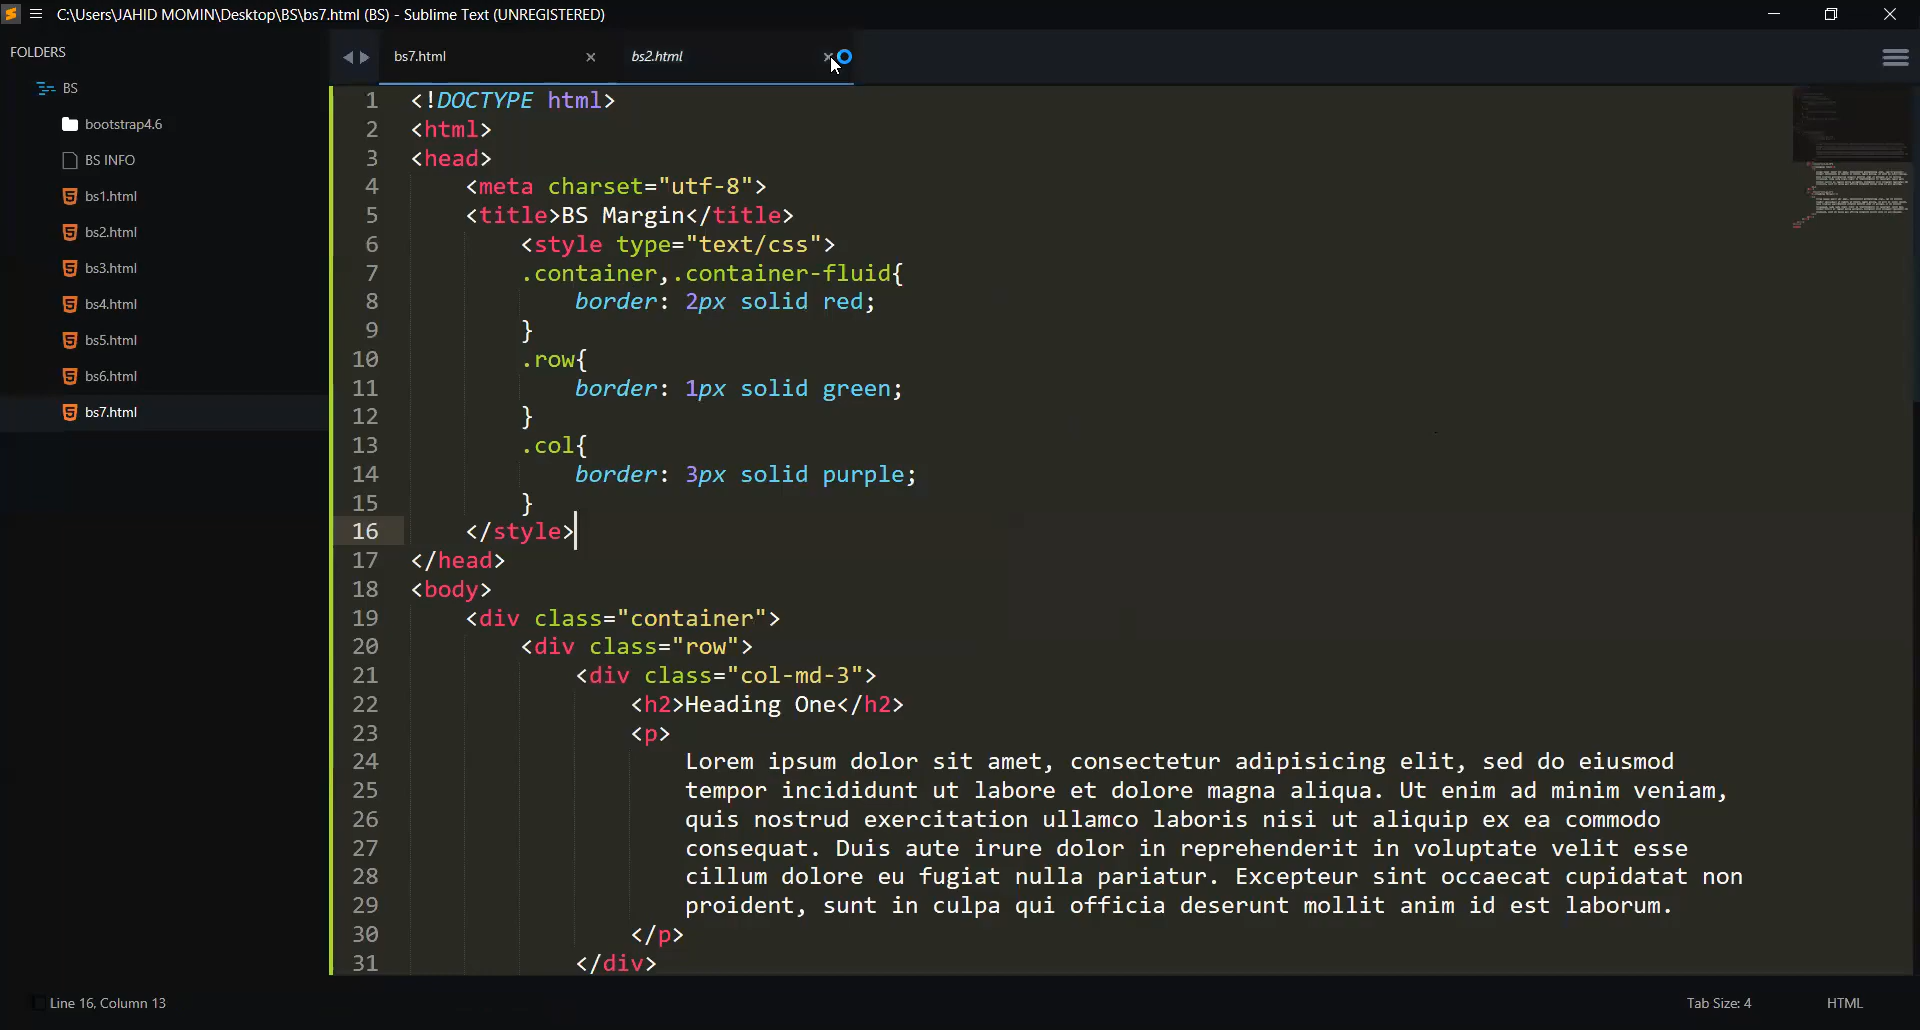 C:\Users\JAHID MOMIN\Desktop\BS\bs7.html (BS) - Sublime Text (UNREGISTERED)
FOLDERS
BS
bootstrap4.6
BS INFO
bs1.html
bs2.html
bs3.html
bs4.html
bs5.html
bs6.html
bs7.html
bs7.html
bs2.html
1 <!DOCTYPE html>
2 <html>
3 <head>
4 <meta charset="utf-8">
5 <title>BS Margin</title>
6 <style type="text/css">
7 .container,.container-fluid{
8 border: 2px solid red;
9 }
10 .row{
11 border: 1px solid green;
12 }
13 .col{
14 border: 3px solid purple;
15 }
16 </style>
17 </head>
18 <body>
19 <div class="container">
20 <div class="row">
21 <div class="col-md-3">
22 <h2>Heading One</h2>
23 <p>
24 Lorem ipsum dolor sit amet, consectetur adipisicing elit, sed do eiusmod
25 tempor incididunt ut labore et dolore magna aliqua. Ut enim ad minim veniam,
26 quis nostrud exercitation ullamco laboris nisi ut aliquip ex ea commodo
27 consequat. Duis aute irure dolor in reprehenderit in voluptate velit esse
28 cillum dolore eu fugiat nulla pariatur. Excepteur sint occaecat cupidatat non
29 proident, sunt in culpa qui officia deserunt mollit anim id est laborum.
30 </p>
31 </div>
Line 16, Column 13
Tab Size: 4
HTML